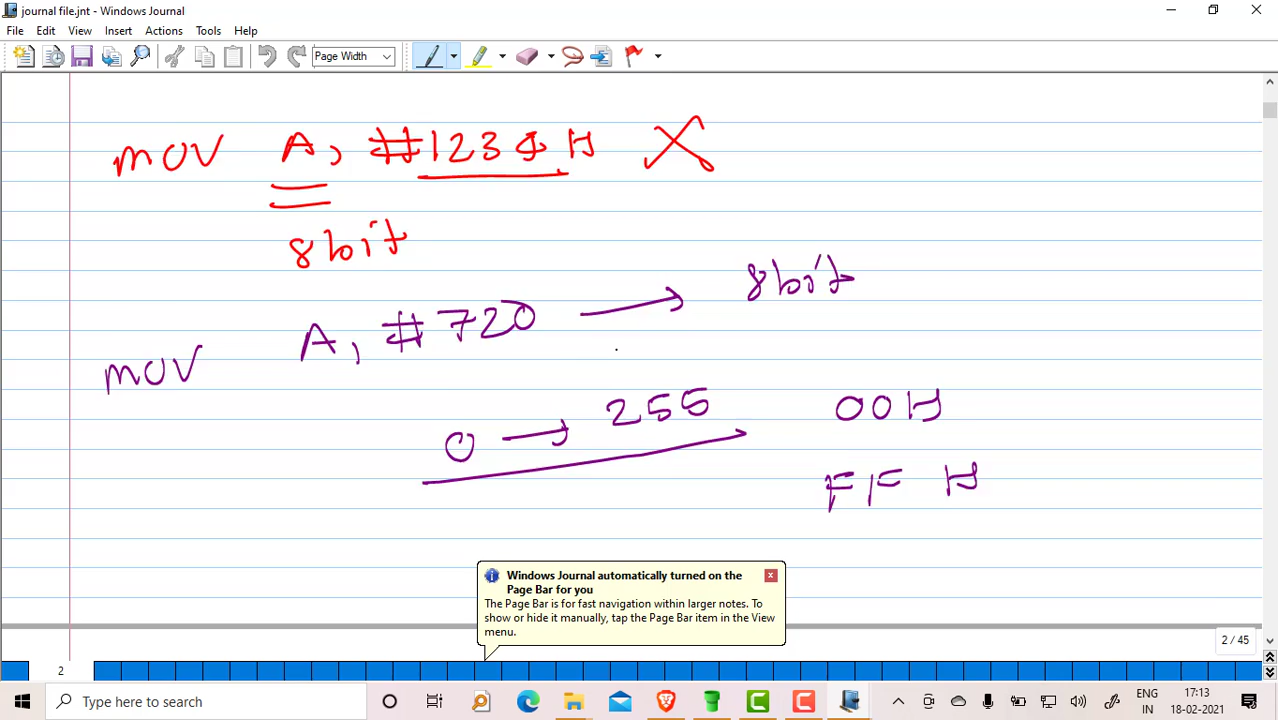 journal file.jnt - Windows Journal
File Edit View Insert Actions Tools Help
Page Width
MOV A, #1234H X
8bit
MOV A, #720 → 8bit
0 → 255 00H
FF H
Windows Journal automatically turned on the
Page Bar for you
The Page Bar is for fast navigation within larger notes. To
show or hide it manually, tap the Page Bar item in the View
menu.
2 / 45
2
Type here to search
ENG
IN
17:13
18-02-2021